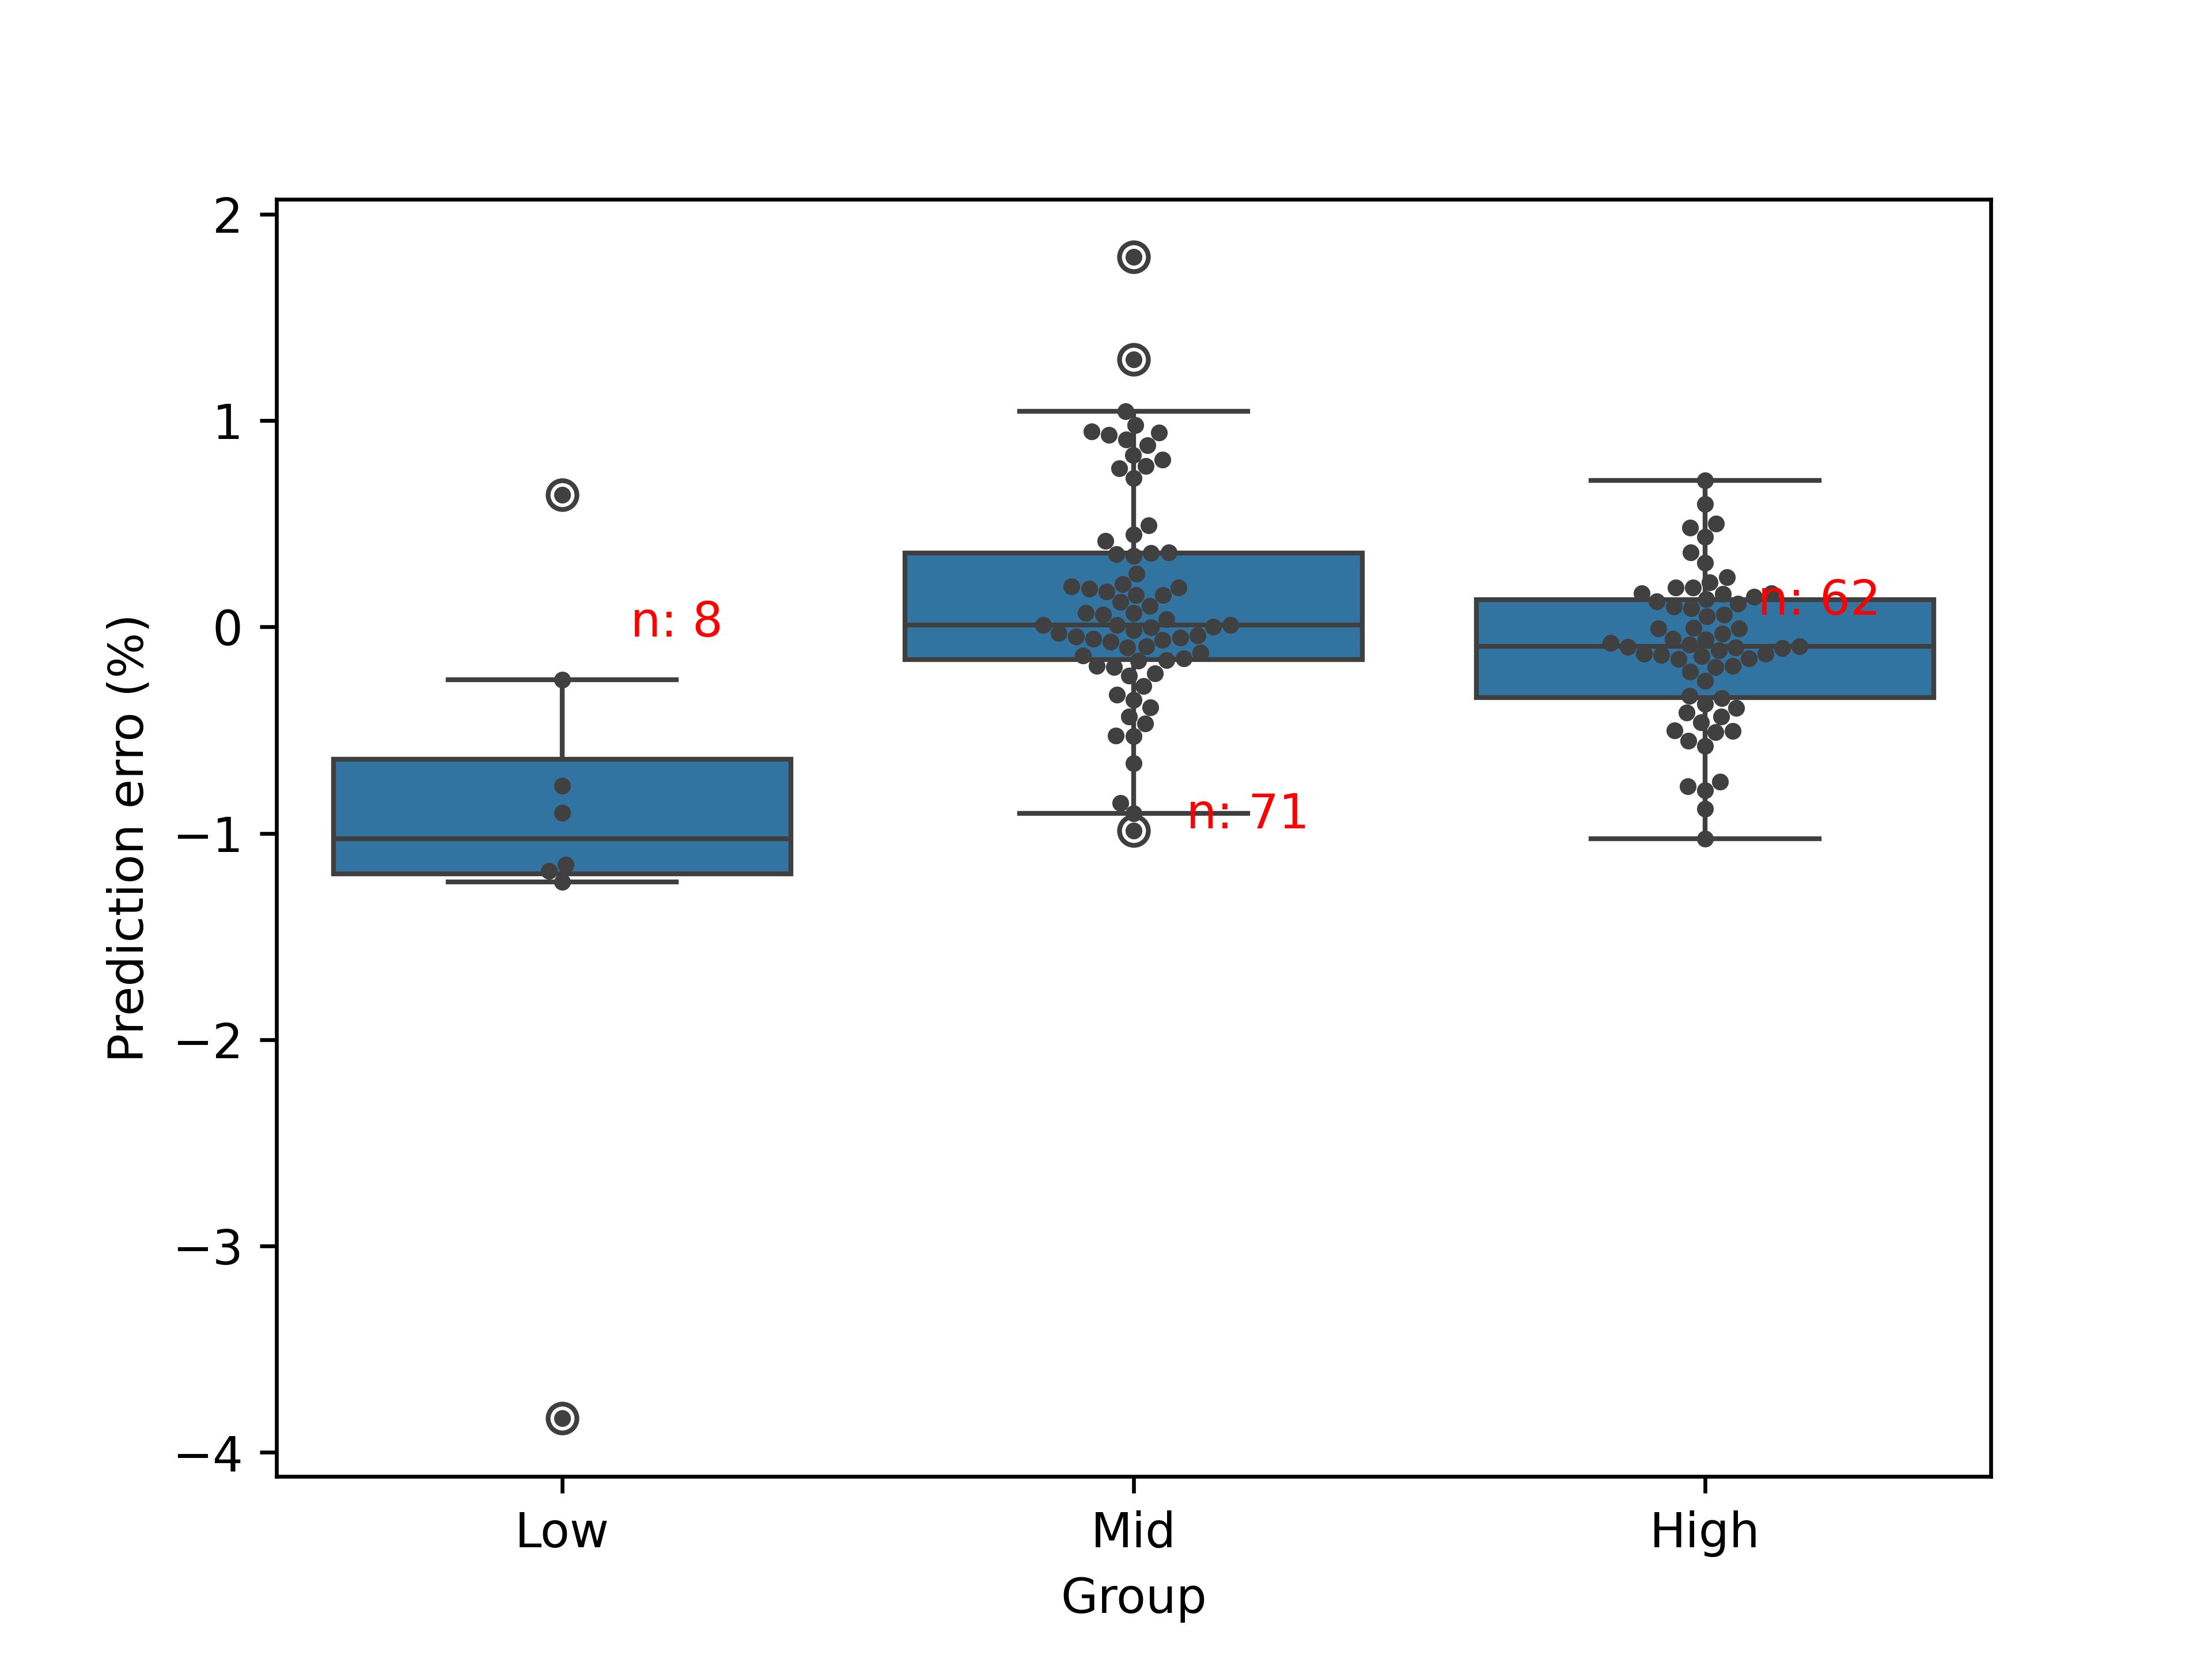 2
1
0
−1
−2
−3
−4
Prediction erro (%)
n: 8
n: 71
n: 62
Low
Mid
High
Group